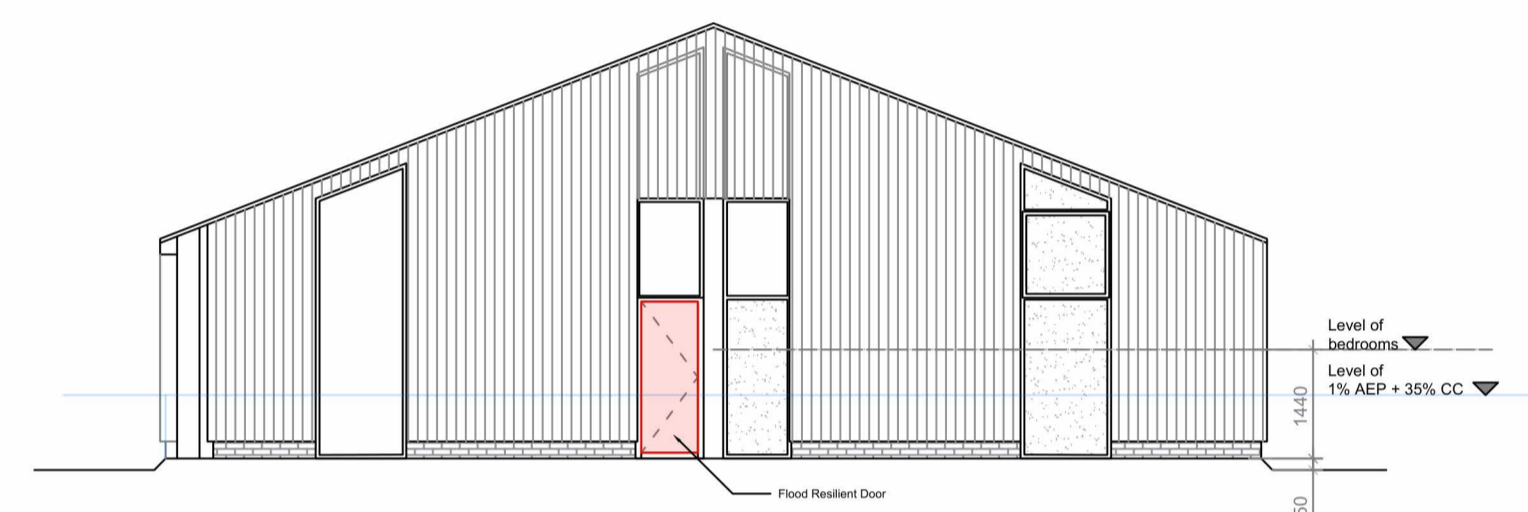 Level of
bedrooms
Level of
1% AEP + 35% CC
1440
Flood Resilient Door